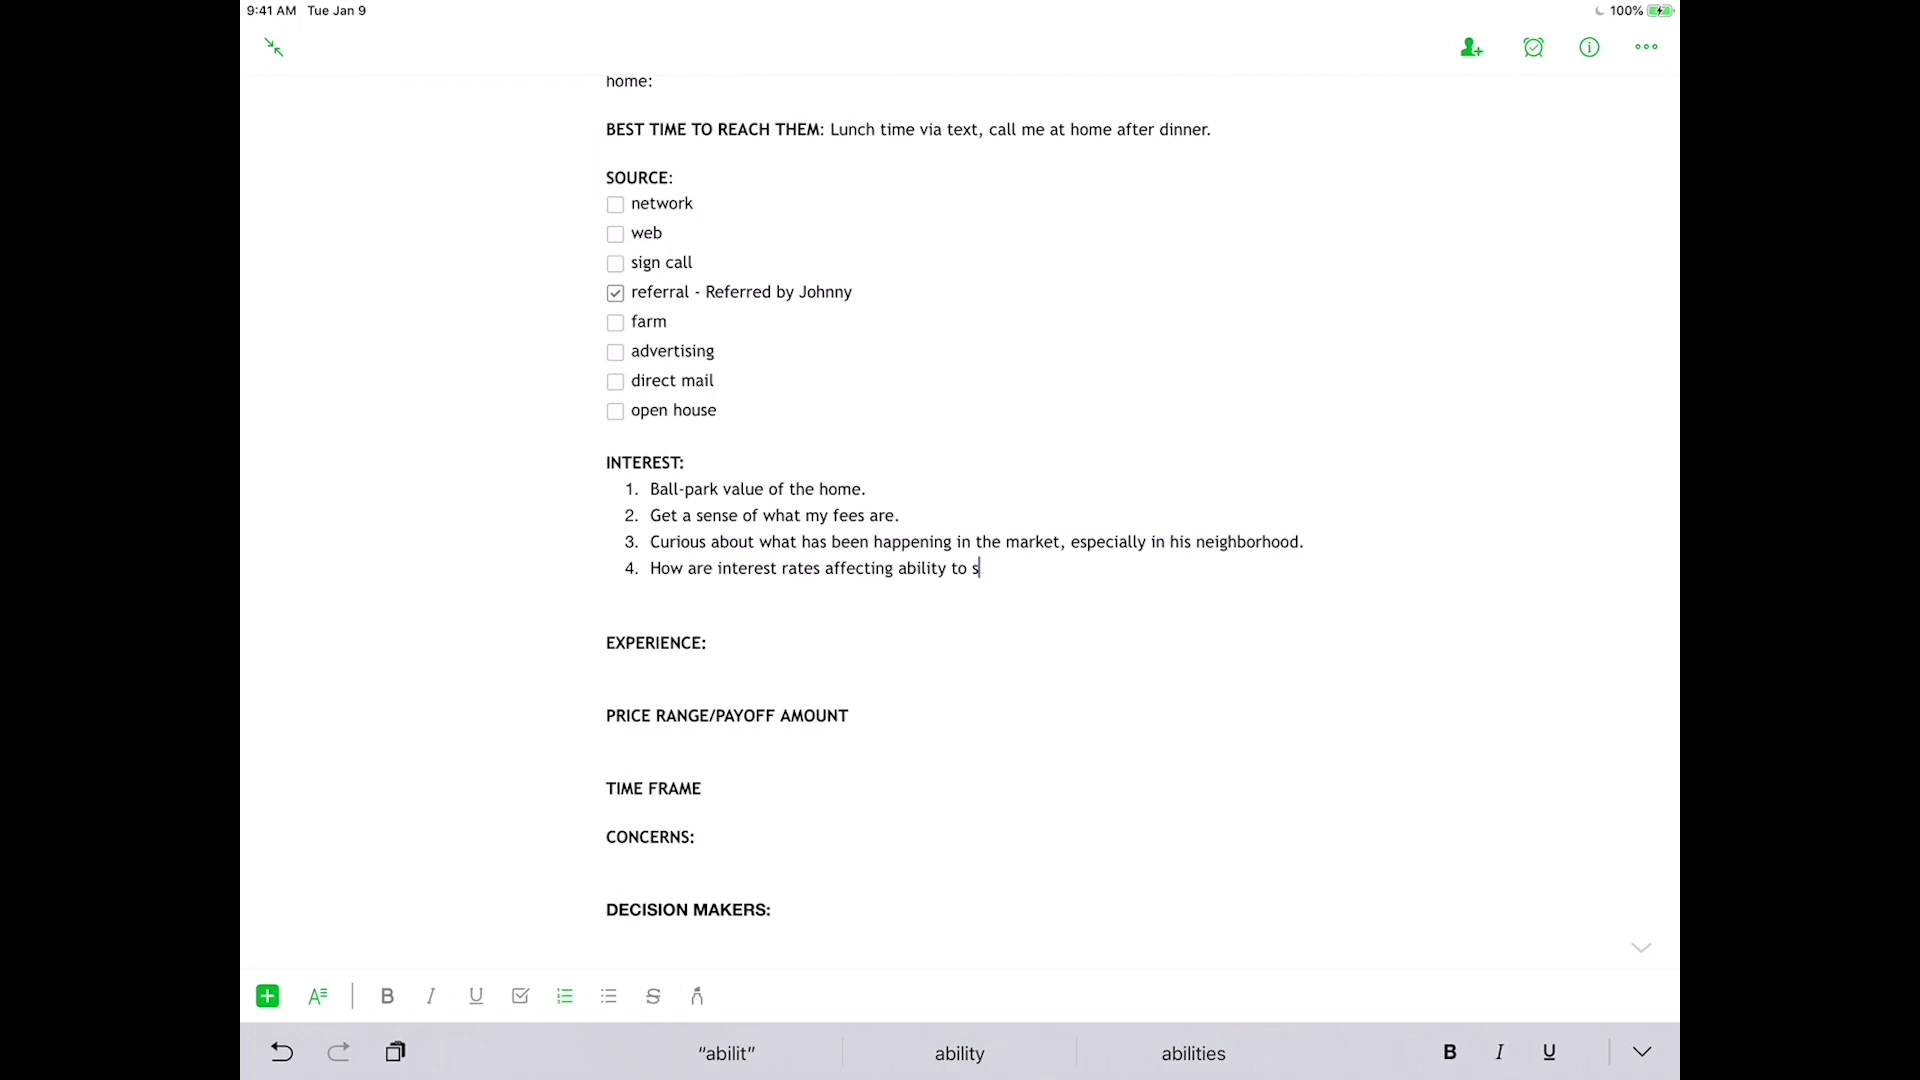 9:41 AM Tue Jan 9
100%
home:
BEST TIME TO REACH THEM: Lunch time via text, call me at home after dinner.
SOURCE:
network
web
sign call
referral - Referred by Johnny
farm
advertising
direct mail
open house
INTEREST:
1. Ball-park value of the home.
2. Get a sense of what my fees are.
3. Curious about what has been happening in the market, especially in his neighborhood.
4. How are interest rates affecting ability to s
EXPERIENCE:
PRICE RANGE/PAYOFF AMOUNT
TIME FRAME
CONCERNS:
DECISION MAKERS:
A B I U S
“abilit” ability abilities B I U